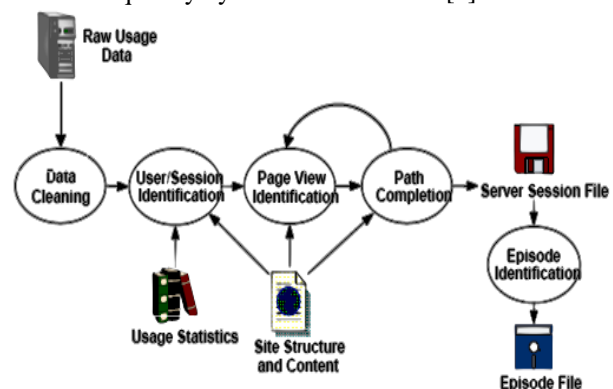 Raw Usage
Data
Data
Cleaning
User/Session
Identification
Page View
Identification
Path
Completion
Server Session File
Episode
Identification
Usage Statistics
Site Structure
and Content
Episode File